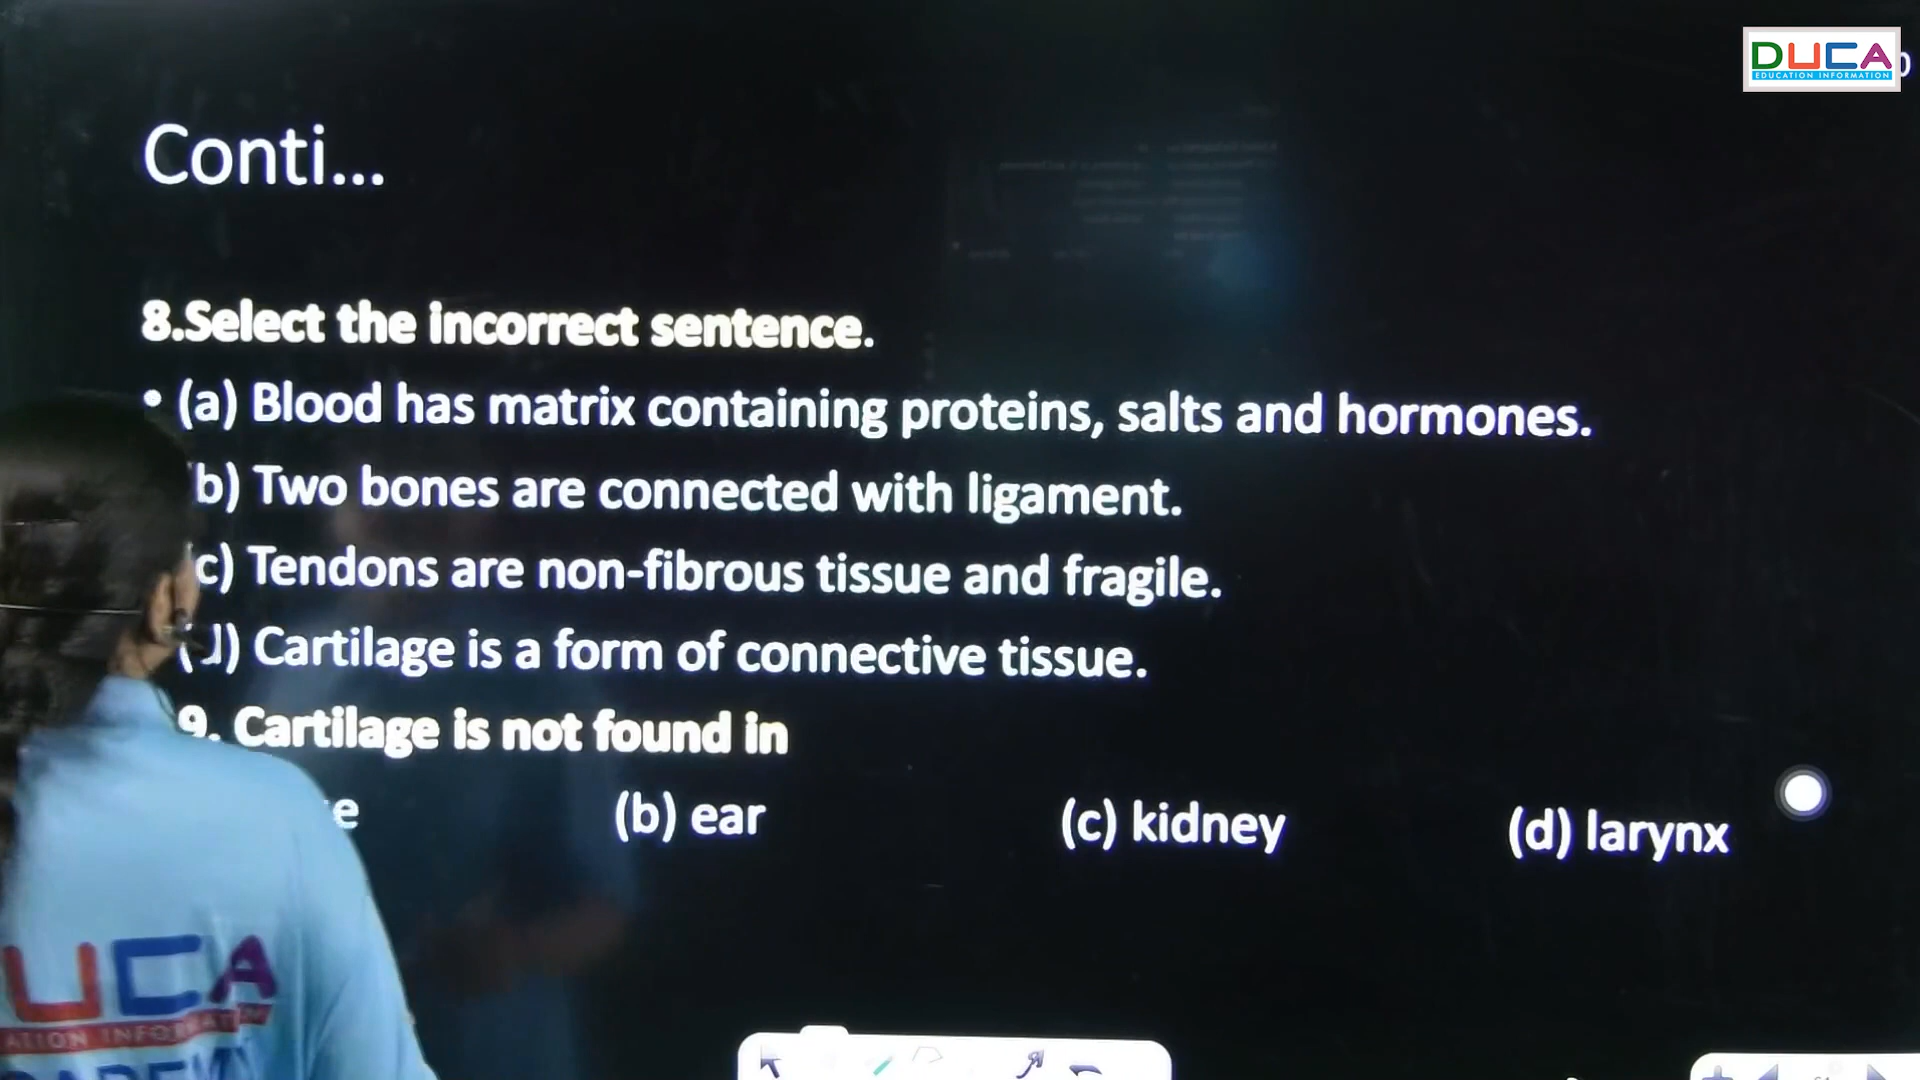 DUCA
EDUCATION INFORMATION
Conti...
8.Select the incorrect sentence.
• (a) Blood has matrix containing proteins, salts and hormones.
b) Two bones are connected with ligament.
c) Tendons are non-fibrous tissue and fragile.
(d) Cartilage is a form of connective tissue.
9. Cartilage is not found in
(b) ear (c) kidney (d) larynx
UCA